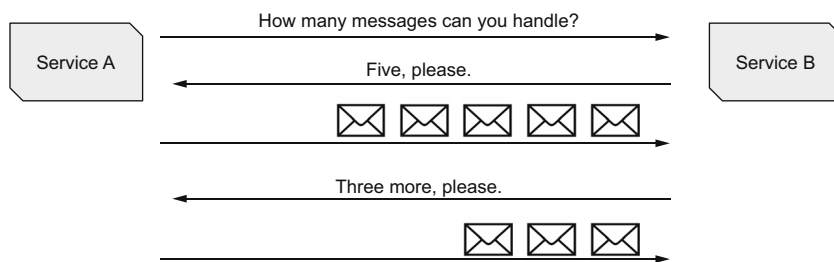 How many messages can you handle?
Service A
Service B
Five, please.
Three more, please.